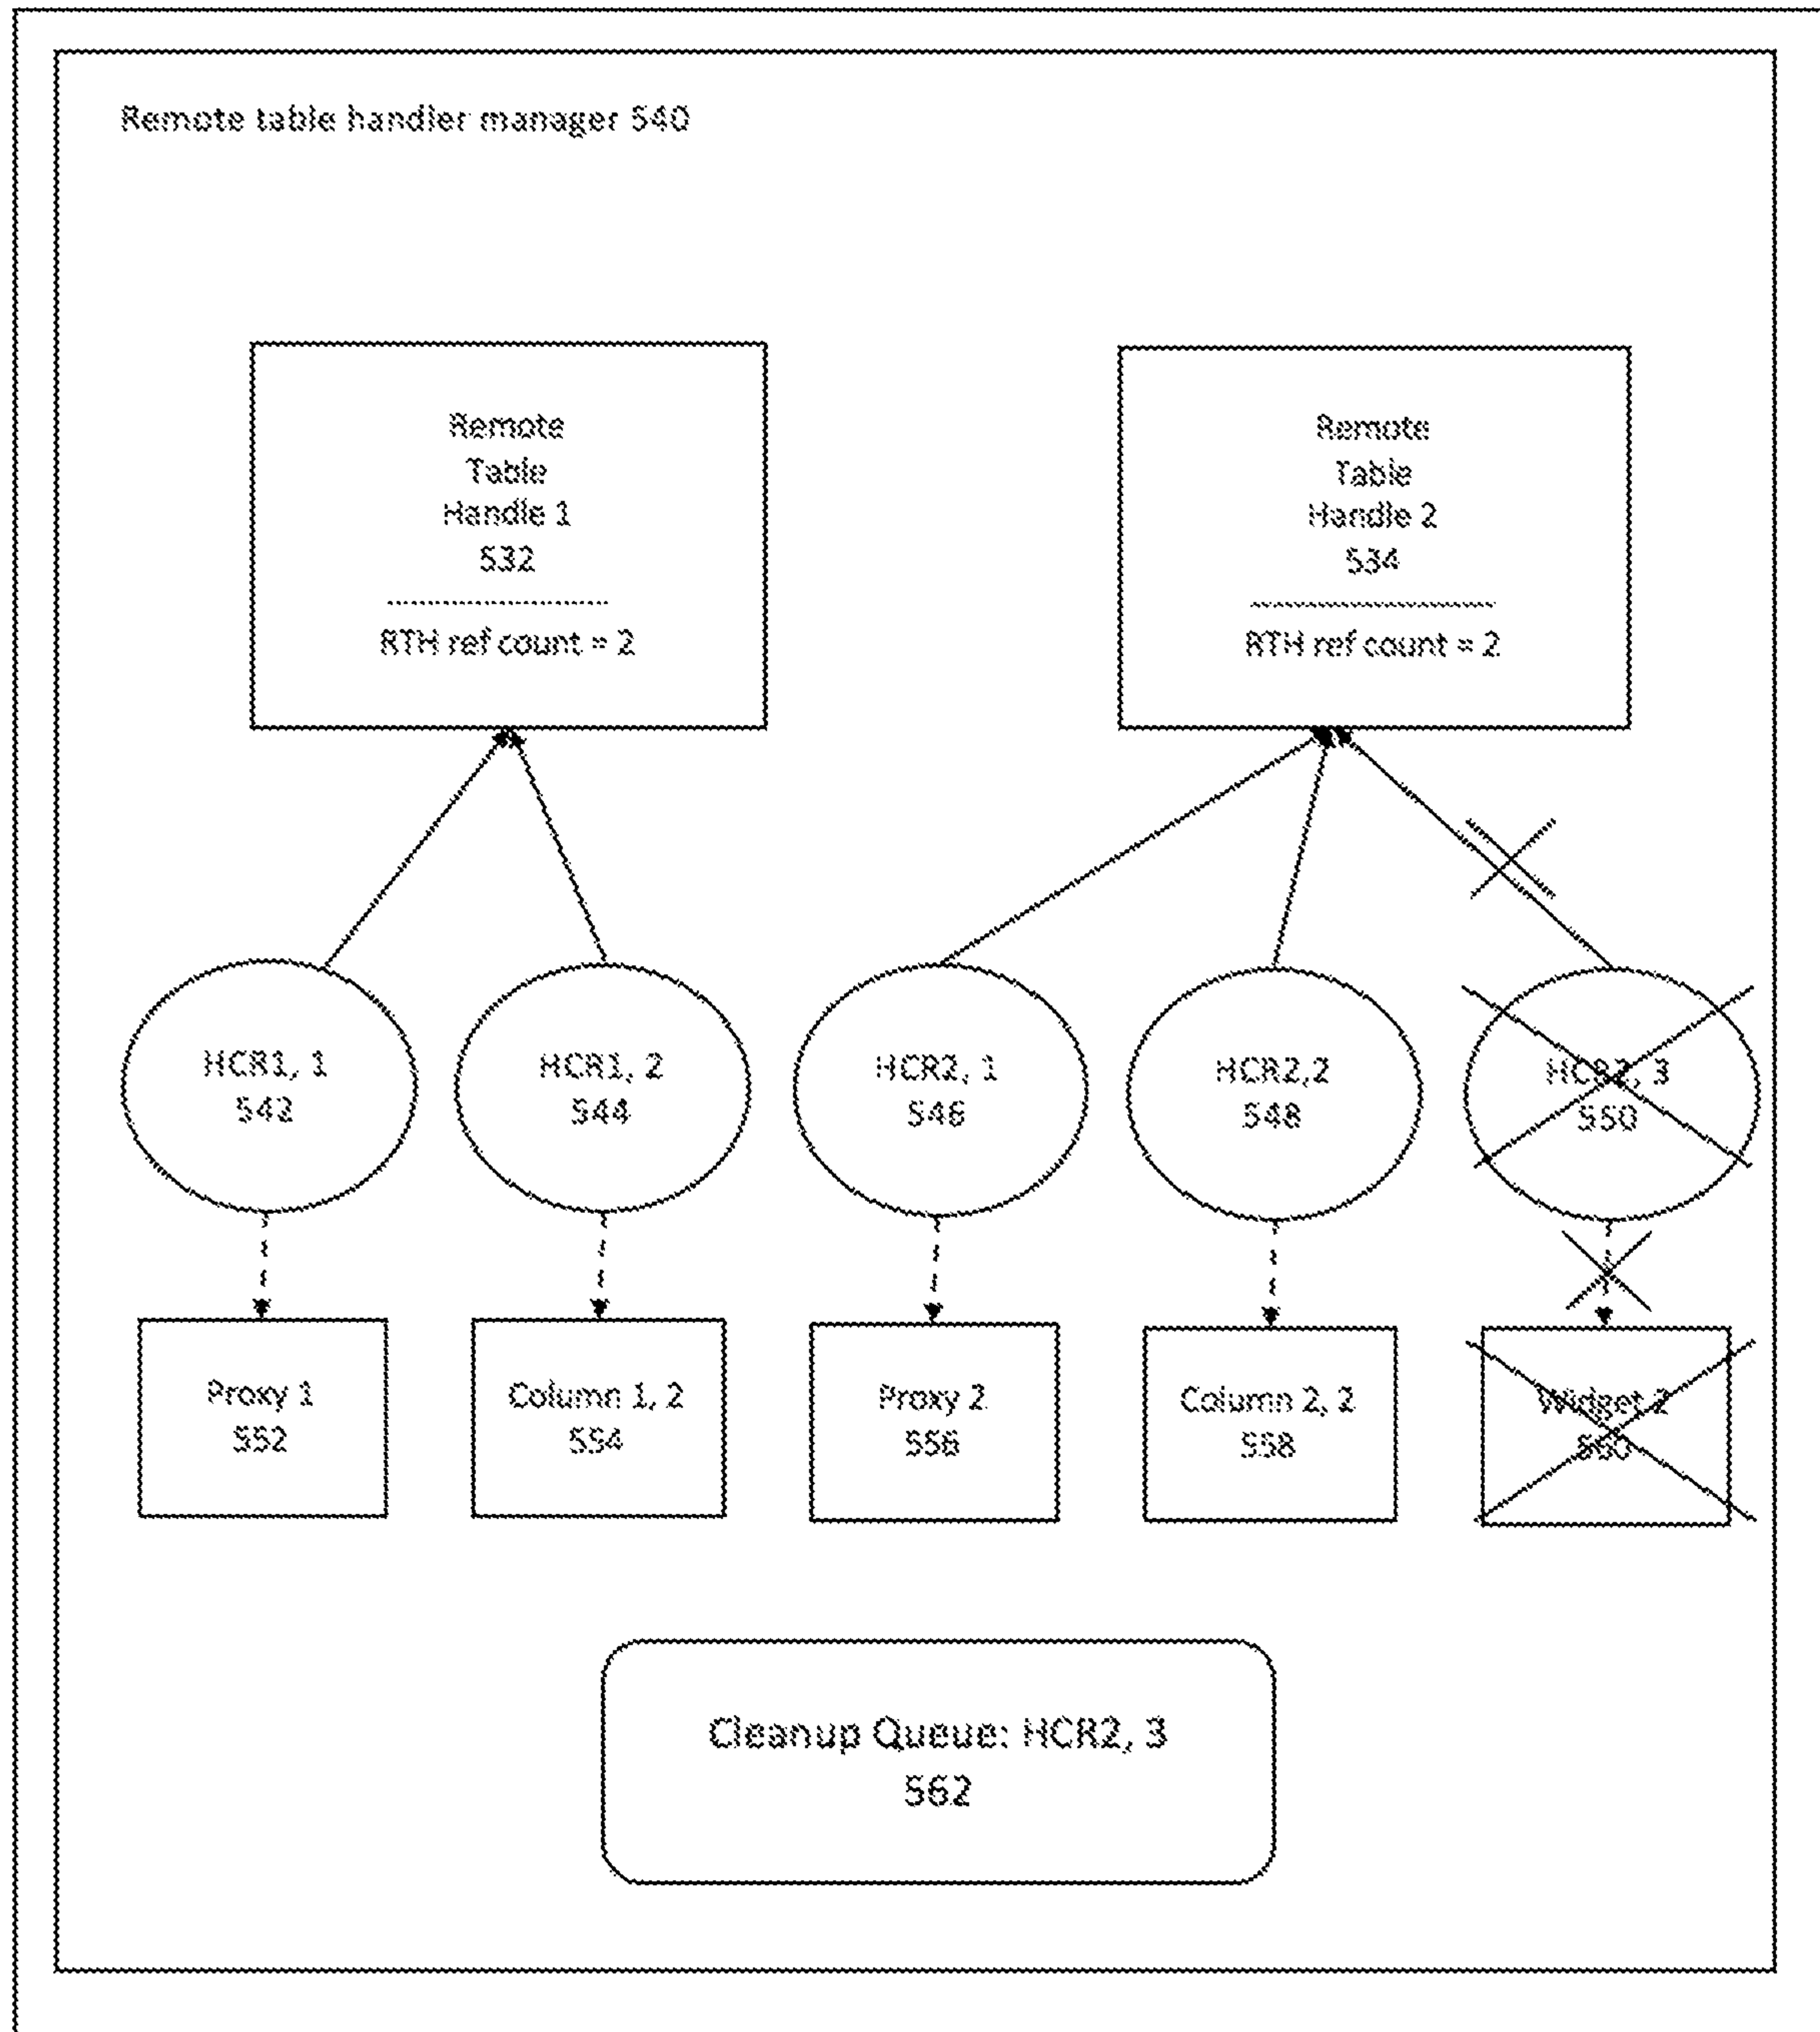 Remote table handler manager 540
Remote
Table
Handle 1
532
RTH ref count = 2
Remote
Table
Handle 2
534
RTH ref count = 2
HCR1, 1
542
HCR1, 2
544
HCR2, 1
546
HCR2,2
548
HCR2, 3
550
Proxy 1
552
Column 1, 2
554
Proxy 2
556
Column 2, 2
558
Widget 2
Cleanup Queue: HCR2, 3
562